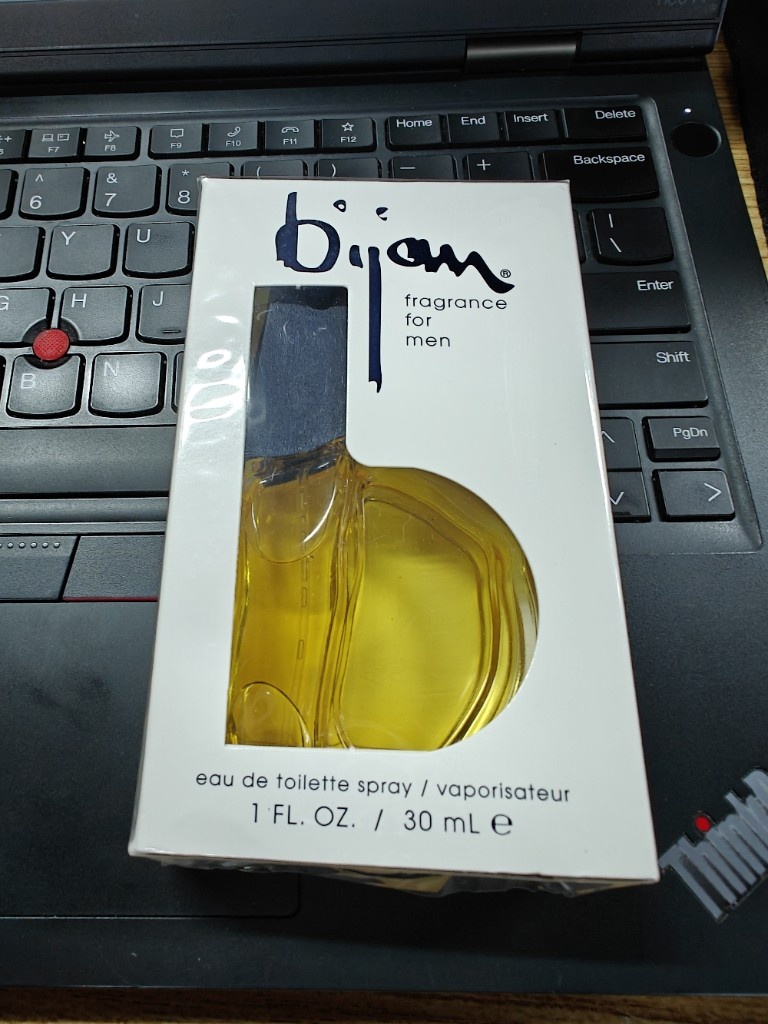 F7
F8
F9
F10
F11
F12
Home
End
Insert
Delete
^
6
&
7
*
8
(
)
—
+
Backspace
Y
U
|
\
G
H
J
Enter
B
N
Shift
PgDn
bijan®
fragrance
for
men
eau de toilette spray / vaporisateur
1 FL. OZ. / 30 mL ℮